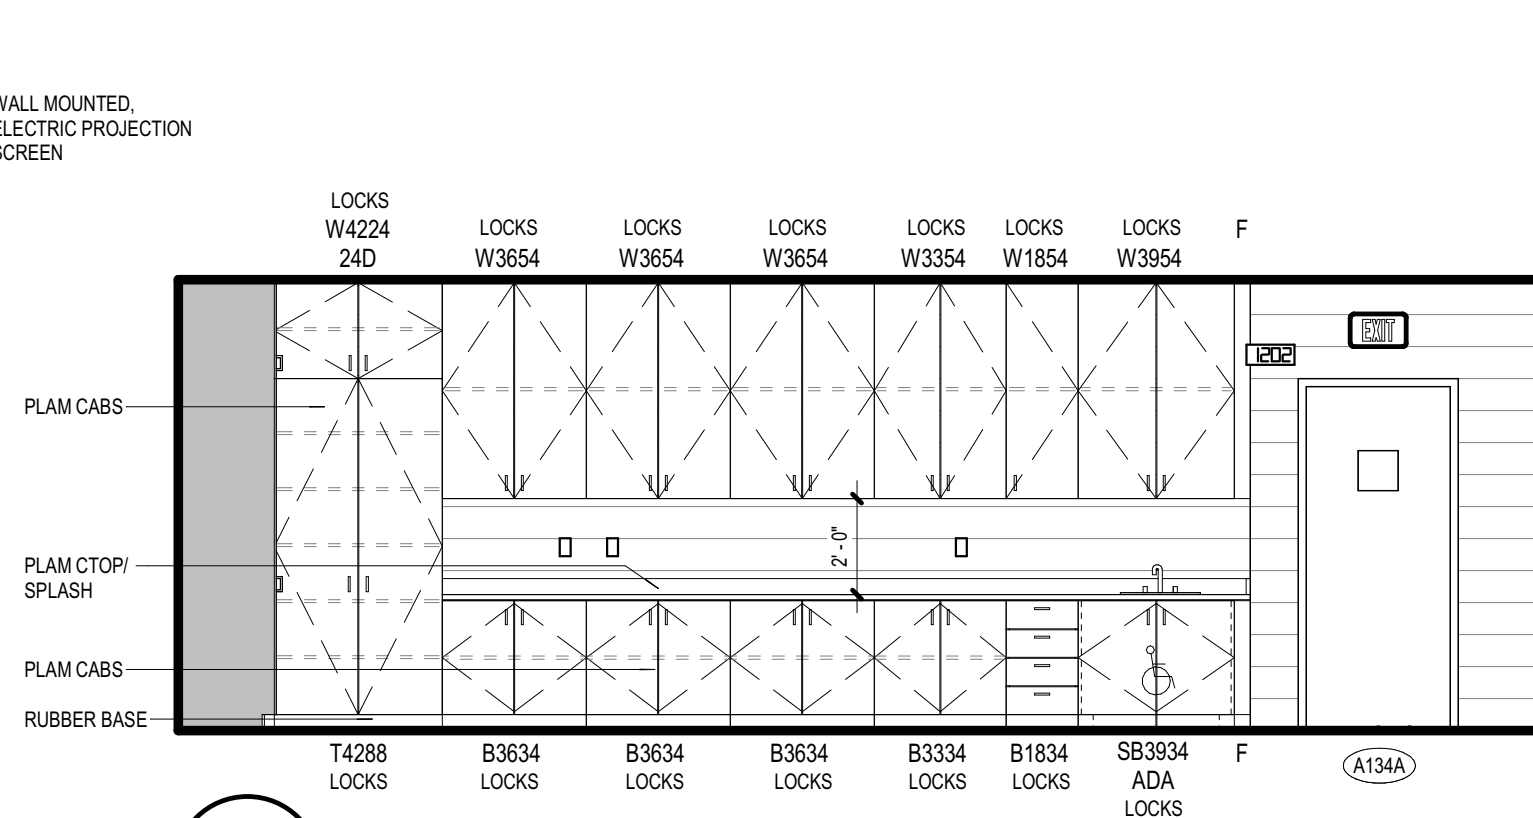 WALL MOUNTED,
ELECTRIC PROJECTION
SCREEN
LOCKS
W4224
24D
LOCKS
W3654
LOCKS
W3654
LOCKS
W3654
LOCKS
W3354
LOCKS
W1854
LOCKS
W3954
F
EXIT
1202
PLAM CABS
2' - 0"
PLAM CTOP/
SPLASH
PLAM CABS
RUBBER BASE
T4288
LOCKS
B3634
LOCKS
B3634
LOCKS
B3634
LOCKS
B3334
LOCKS
B1834
LOCKS
SB3934
ADA
LOCKS
F
A134A